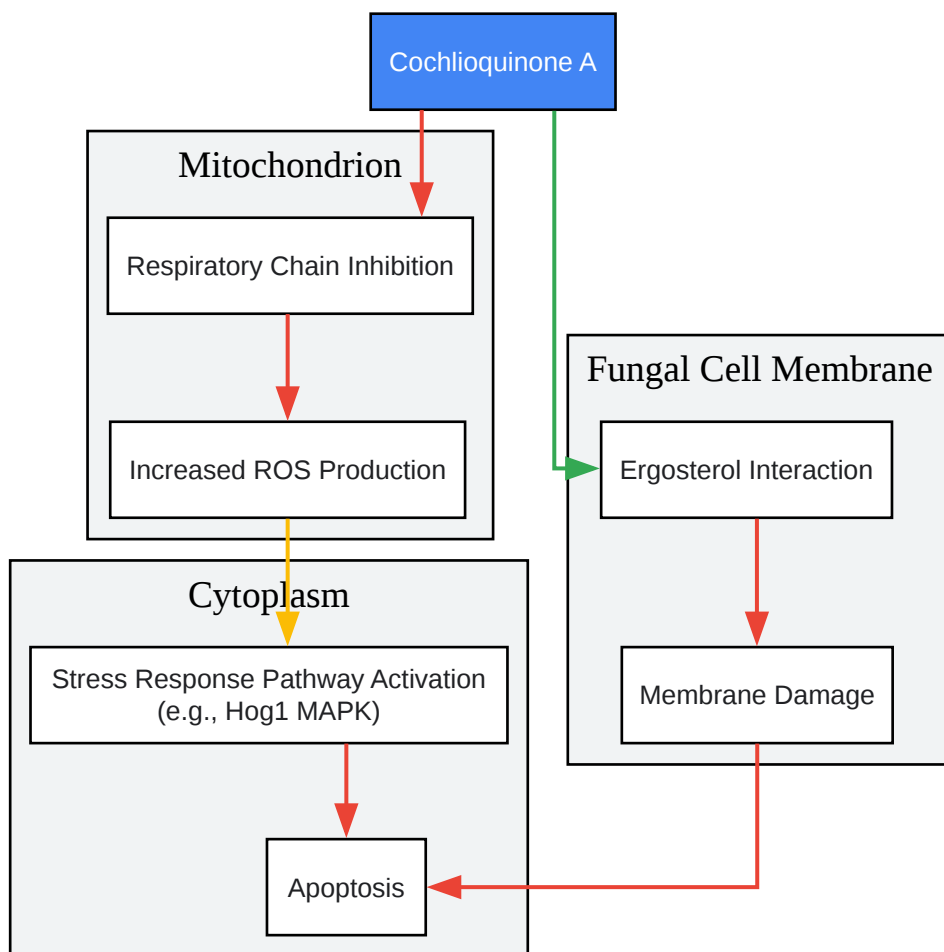 Cochlioquinone A
Mitochondrion
Respiratory Chain Inhibition
Increased ROS Production
Fungal Cell Membrane
Ergosterol Interaction
Membrane Damage
Cytoplasm
Stress Response Pathway Activation
(e.g., Hog1 MAPK)
Apoptosis